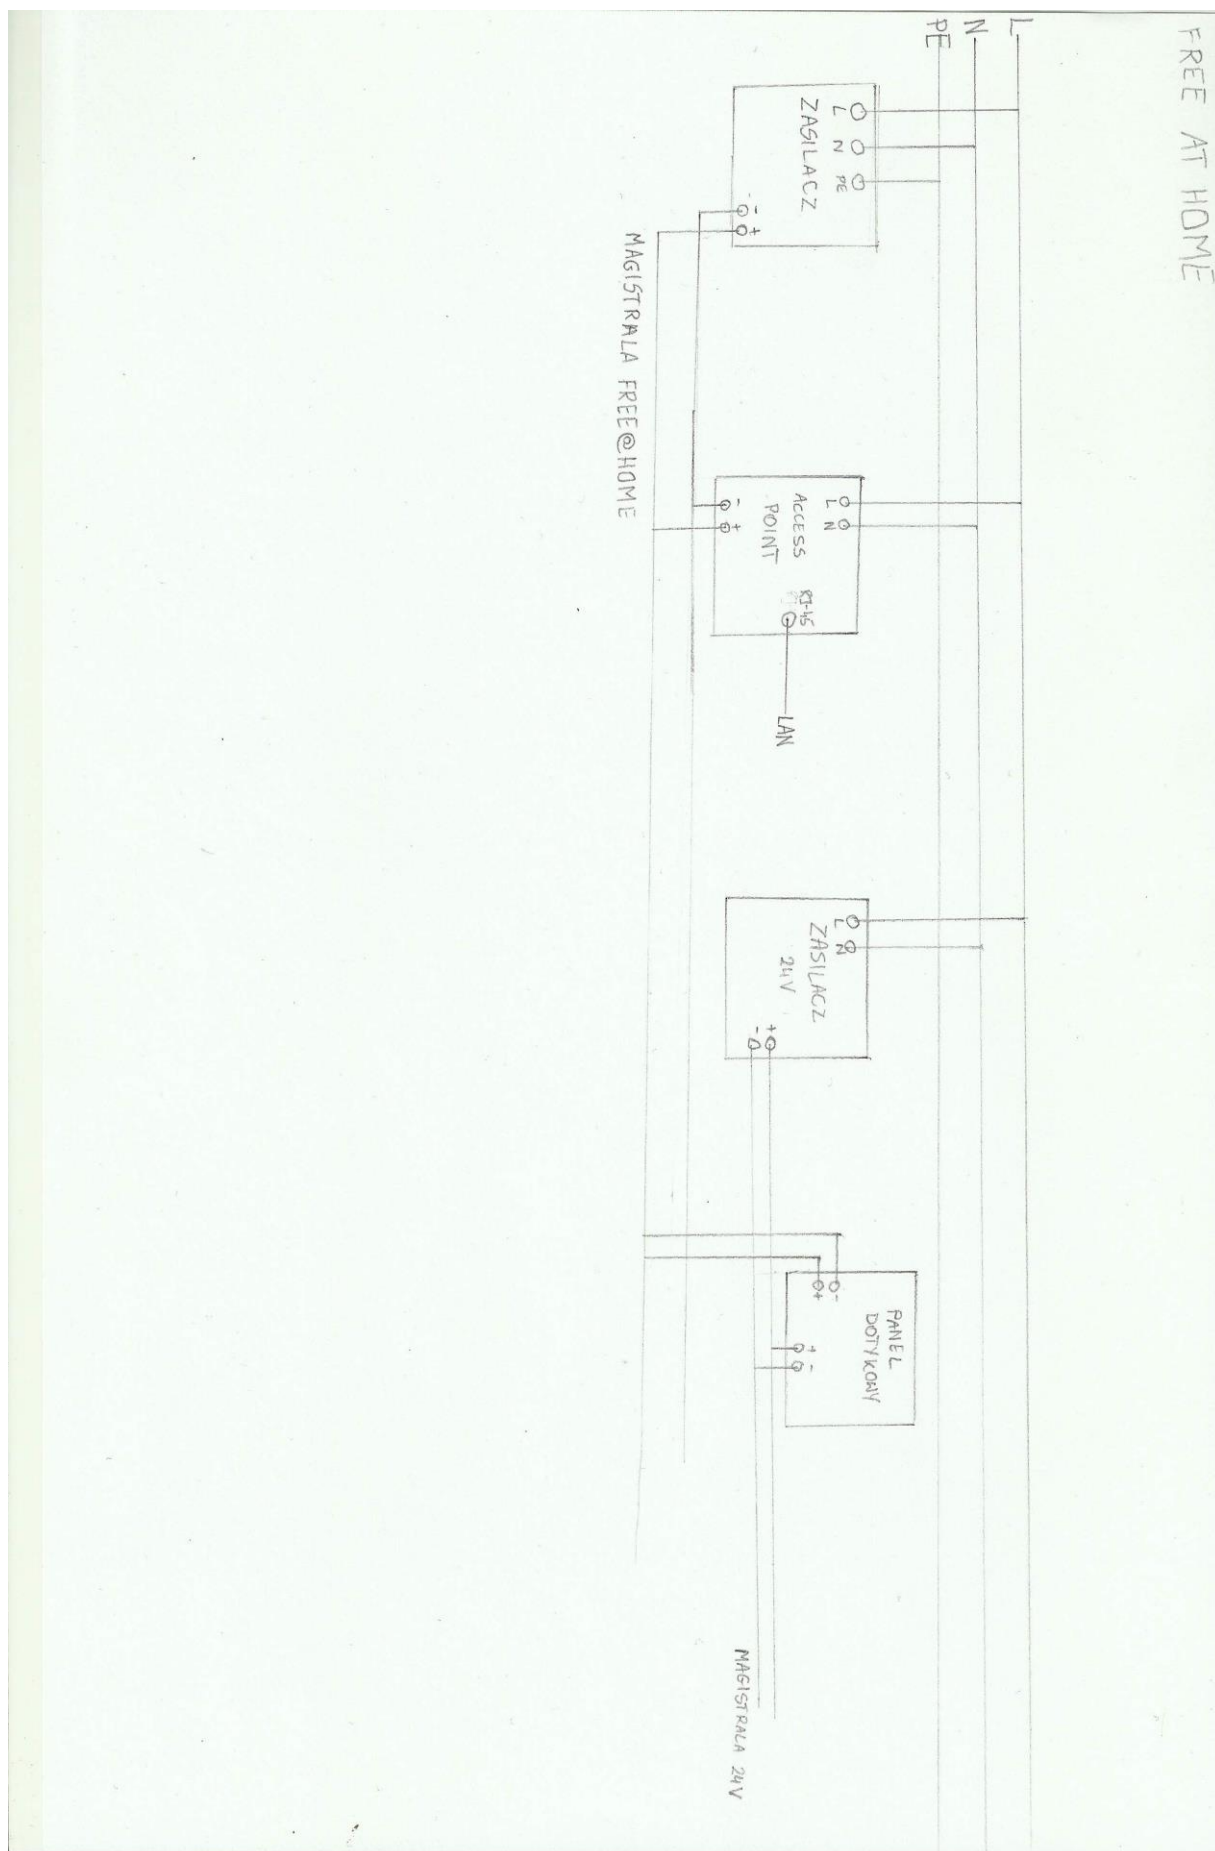 FREE AT HOME
L
N
PE
L N PE
ZASILACZ
- +
MAGISTRALA FREE@HOME
L N
ACCESS
POINT
RJ-45
- +
LAN
L N
ZASILACZ
24V
+
-
- 
+
PANEL
DOTYKOWY
+ -
MAGISTRALA 24V